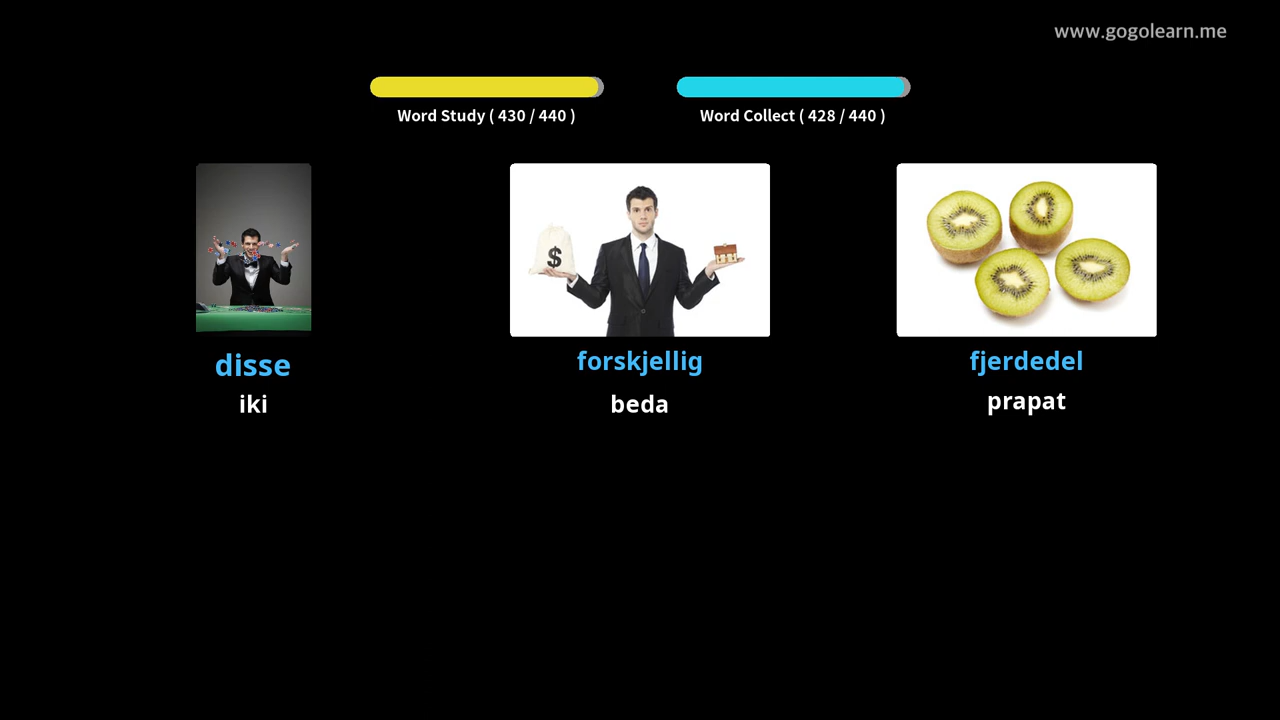 www.gogolearn.me
Word Study ( 430 / 440 )
Word Collect ( 428 / 440 )
$
disse
forskjellig
fjerdedel
iki
beda
prapat